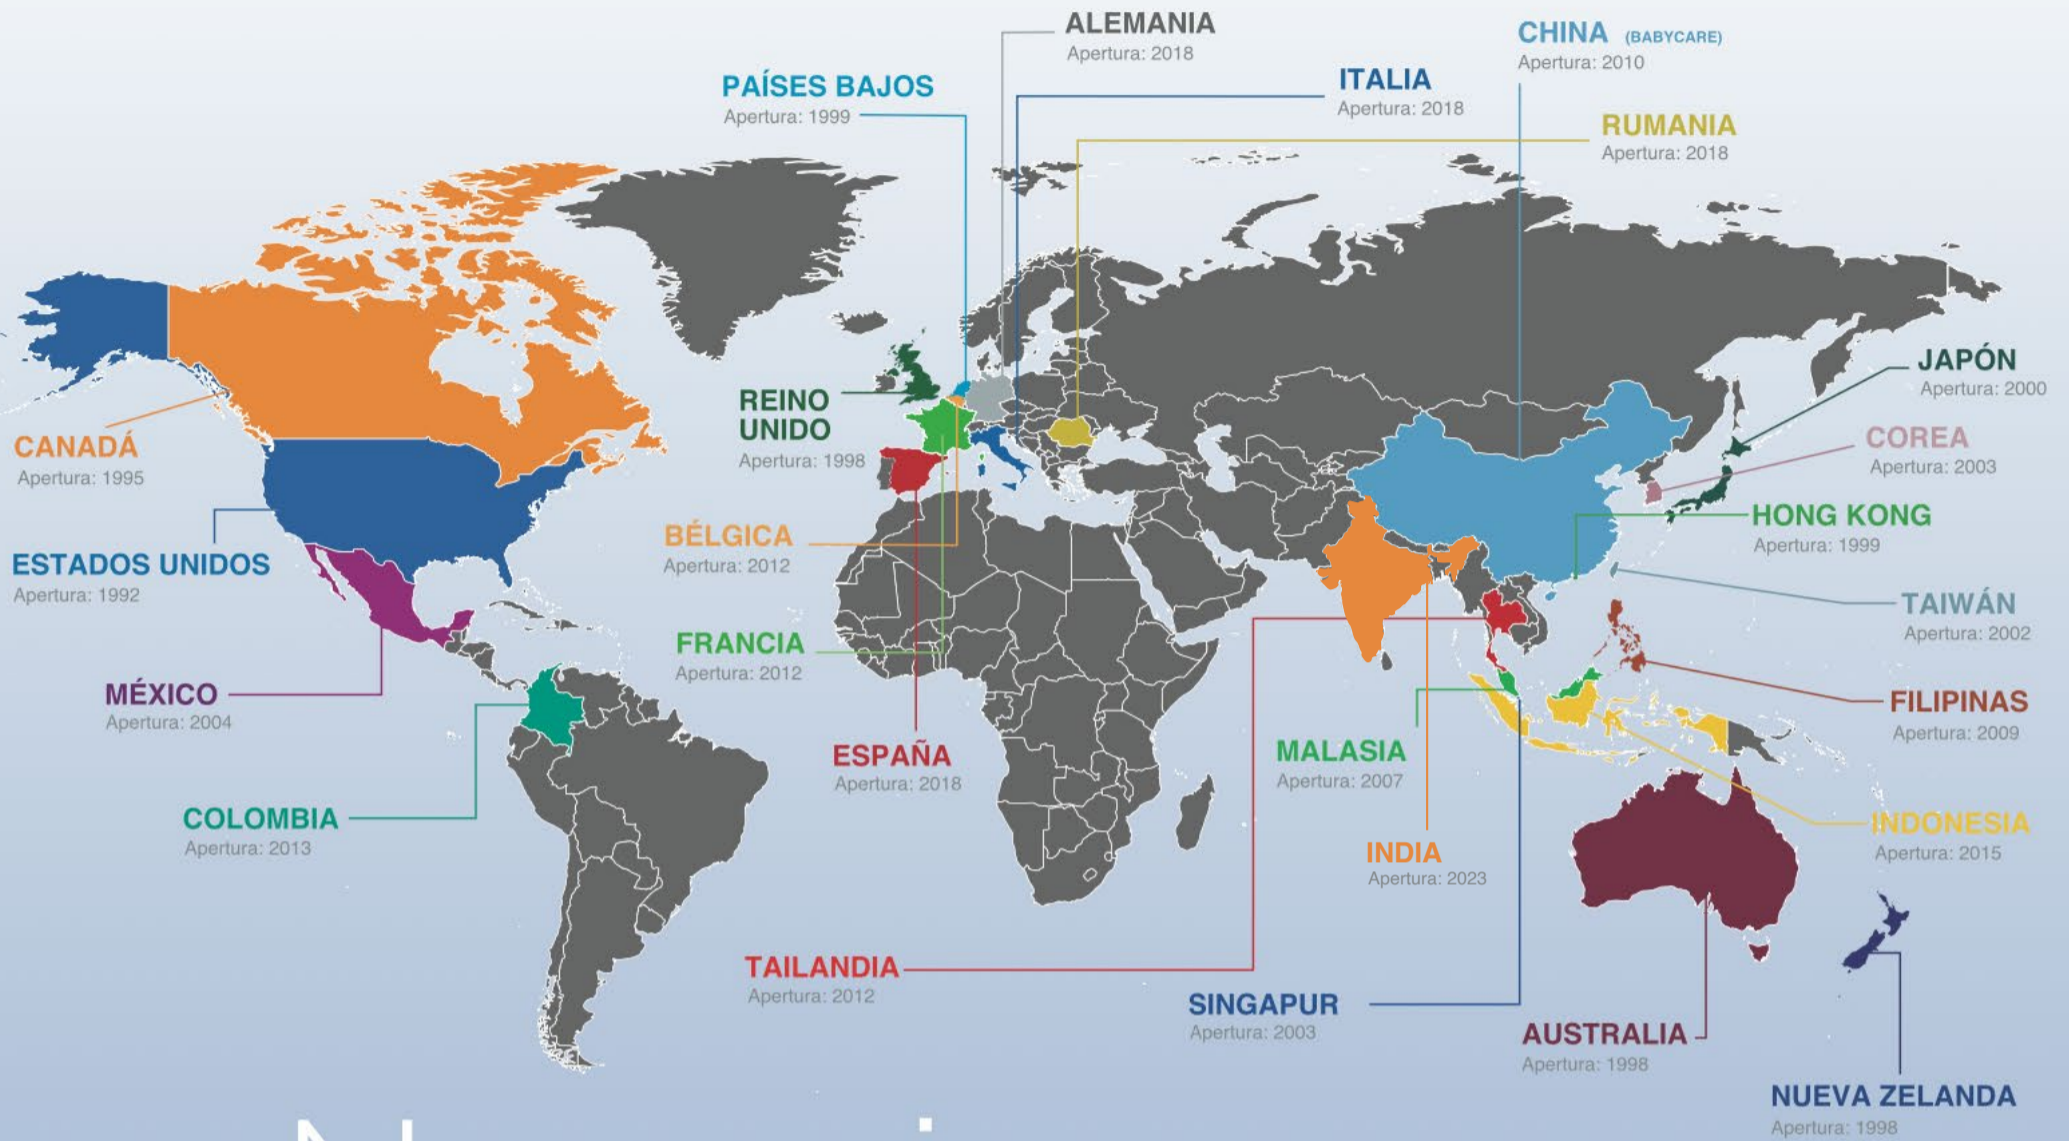 ALEMANIA
Apertura: 2018
CHINA (BABYCARE)
Apertura: 2010
PAÍSES BAJOS
Apertura: 1999
ITALIA
Apertura: 2018
RUMANIA
Apertura: 2018
JAPÓN
Apertura: 2000
REINO
UNIDO
Apertura: 1998
CANADÁ
Apertura: 1995
COREA
Apertura: 2003
HONG KONG
Apertura: 1999
BÉLGICA
Apertura: 2012
ESTADOS UNIDOS
Apertura: 1992
TAIWÁN
Apertura: 2002
FRANCIA
Apertura: 2012
MÉXICO
Apertura: 2004
FILIPINAS
Apertura: 2009
ESPAÑA
Apertura: 2018
MALASIA
Apertura: 2007
COLOMBIA
Apertura: 2013
INDONESIA
Apertura: 2015
INDIA
Apertura: 2023
TAILANDIA
Apertura: 2012
SINGAPUR
Apertura: 2003
AUSTRALIA
Apertura: 1998
NUEVA ZELANDA
Apertura: 1998